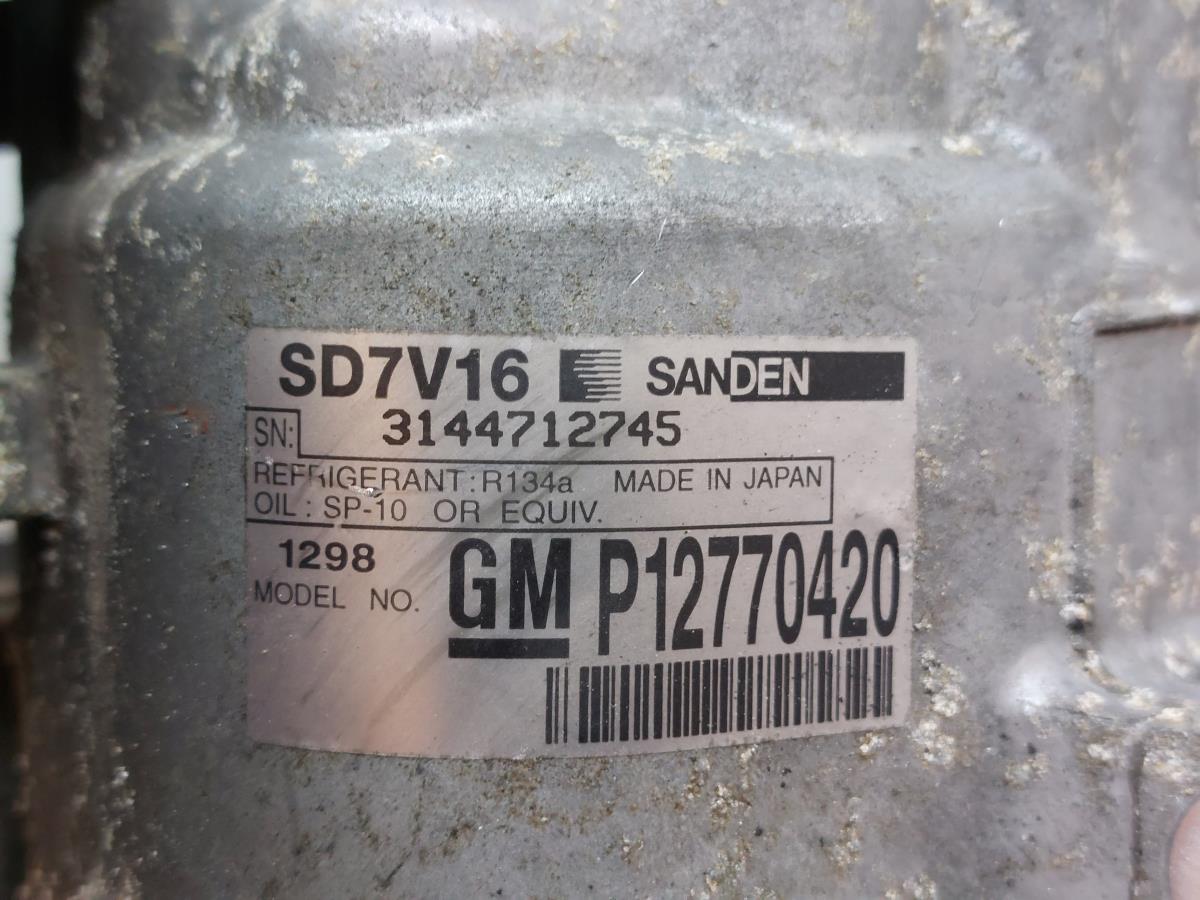 SD7V16 SANDEN
SN: 3144712745
REFRIGERANT: R134a MADE IN JAPAN
OIL: SP-10 OR EQUIV.
1298
MODEL NO. GM P12770420